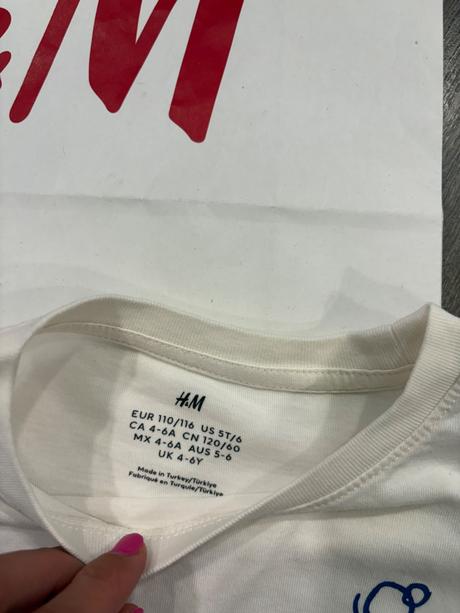 H&M
H&M
EUR 110/116 US 5T/6
CA 4-6A CN 120/60
MX 4-6A AUS 5-6
UK 4-6Y
Made in Turkey/Türkiye
Fabriqué en Turquie/Türkiye